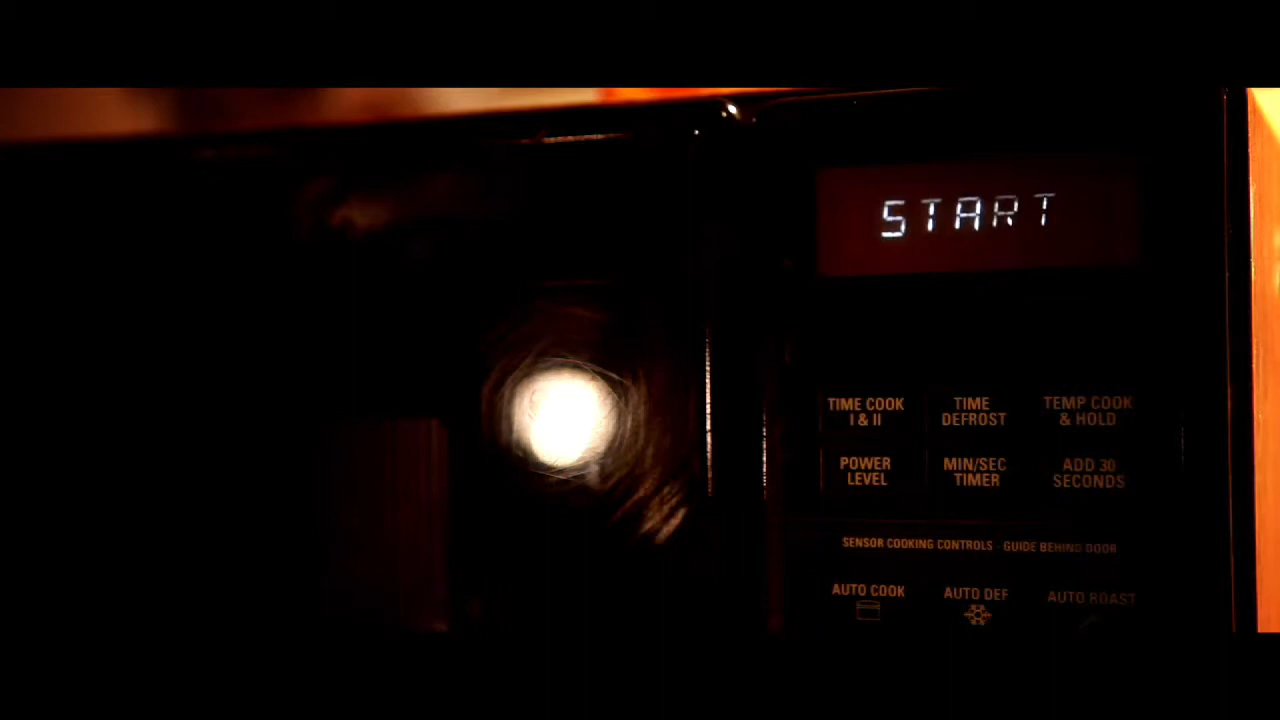 START
TIME COOK
I & II
TIME
DEFROST
TEMP COOK
& HOLD
POWER
LEVEL
MIN/SEC
TIMER
ADD 30
SECONDS
SENSOR COOKING CONTROLS - GUIDE BEHIND DOOR
AUTO COOK
AUTO DEF
AUTO ROAST